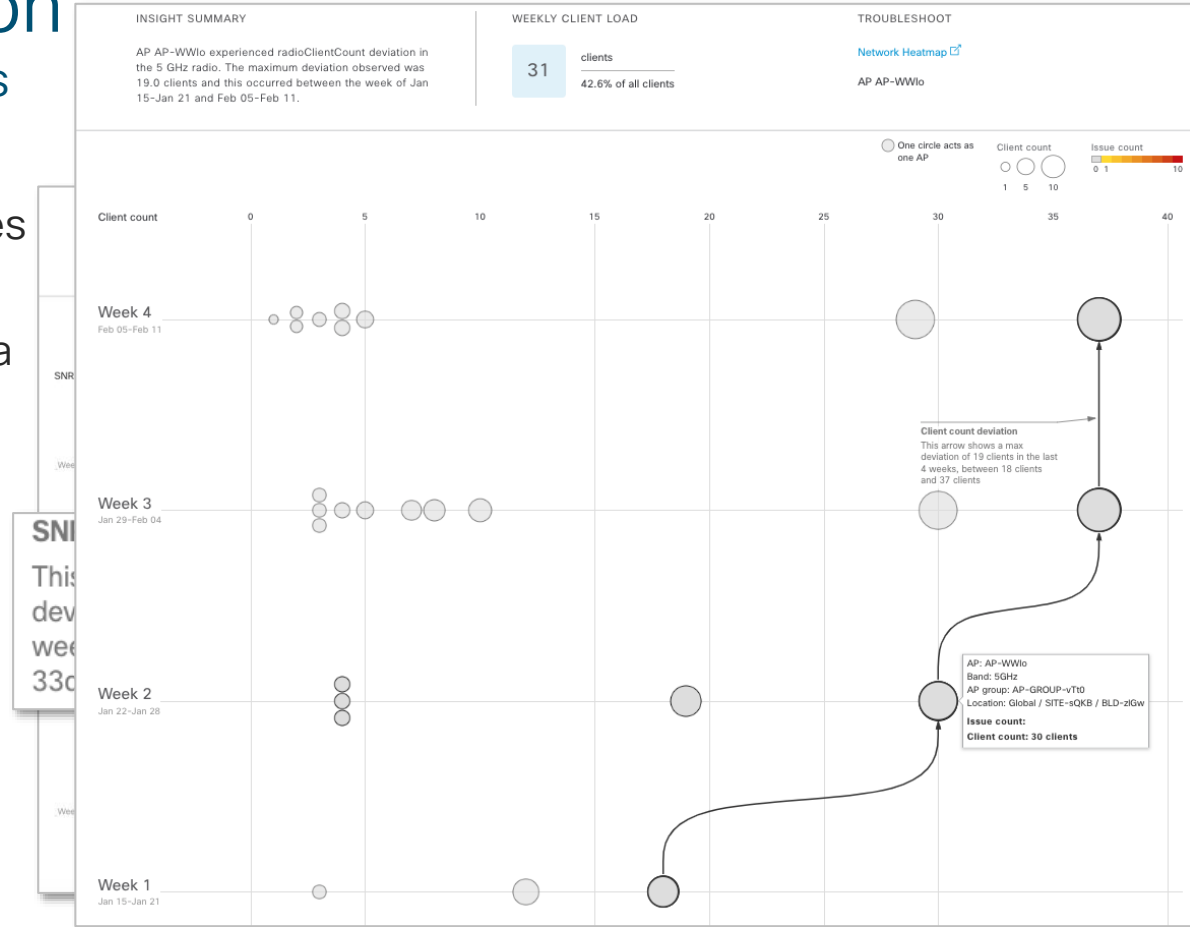 on
s
es
a
SNR
Wee
SNR
This
dev
wee
33c
Wee
INSIGHT SUMMARY
AP AP-WWlo experienced radioClientCount deviation in
the 5 GHz radio. The maximum deviation observed was
19.0 clients and this occurred between the week of Jan
15-Jan 21 and Feb 05-Feb 11.
WEEKLY CLIENT LOAD
31
clients
42.6% of all clients
TROUBLESHOOT
Network Heatmap
AP AP-WWlo
One circle acts as
one AP
Client count
1 5 10
Issue count
0 1 10
Client count 0 5 10 15 20 25 30 35 40
Week 4
Feb 05-Feb 11
Client count deviation
This arrow shows a max
deviation of 19 clients in the last
4 weeks, between 18 clients
and 37 clients
Week 3
Jan 29-Feb 04
Week 2
Jan 22-Jan 28
AP: AP-WWlo
Band: 5GHz
AP group: AP-GROUP-vTt0
Location: Global / SITE-sQKB / BLD-zlGw
Issue count:
Client count: 30 clients
Week 1
Jan 15-Jan 21